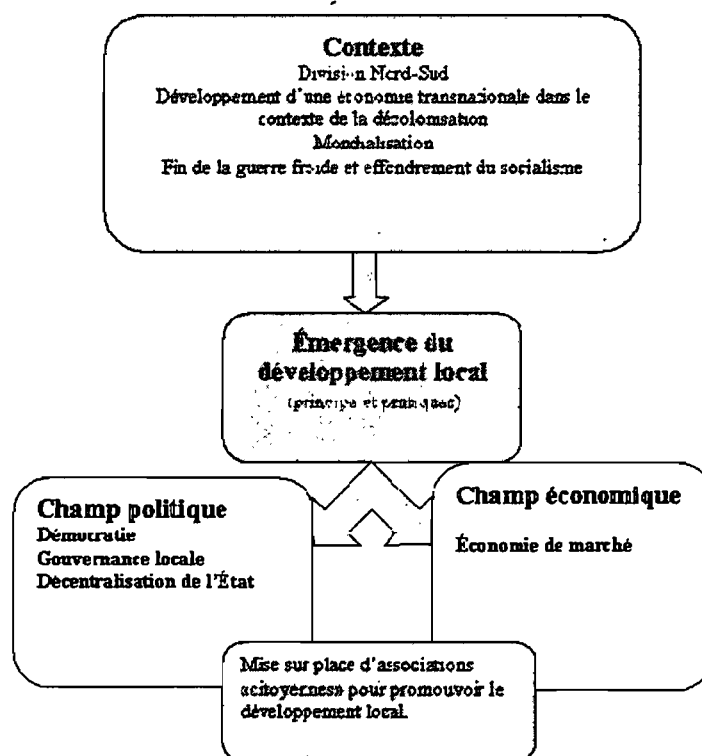 Contexte
Division Nord-Sud
Développement d'une économie transnationale dans le
contexte de la décolonisation
Mondialisation
Fin de la guerre froide et effondrement du socialisme
Émergence du
développement local
(principe et pratiques)
Champ politique
Démocratie
Gouvernance locale
Décentralisation de l'État
Champ économique
Économie de marché
Mise sur place d'associations
«citoyennes» pour promouvoir le
développement local.